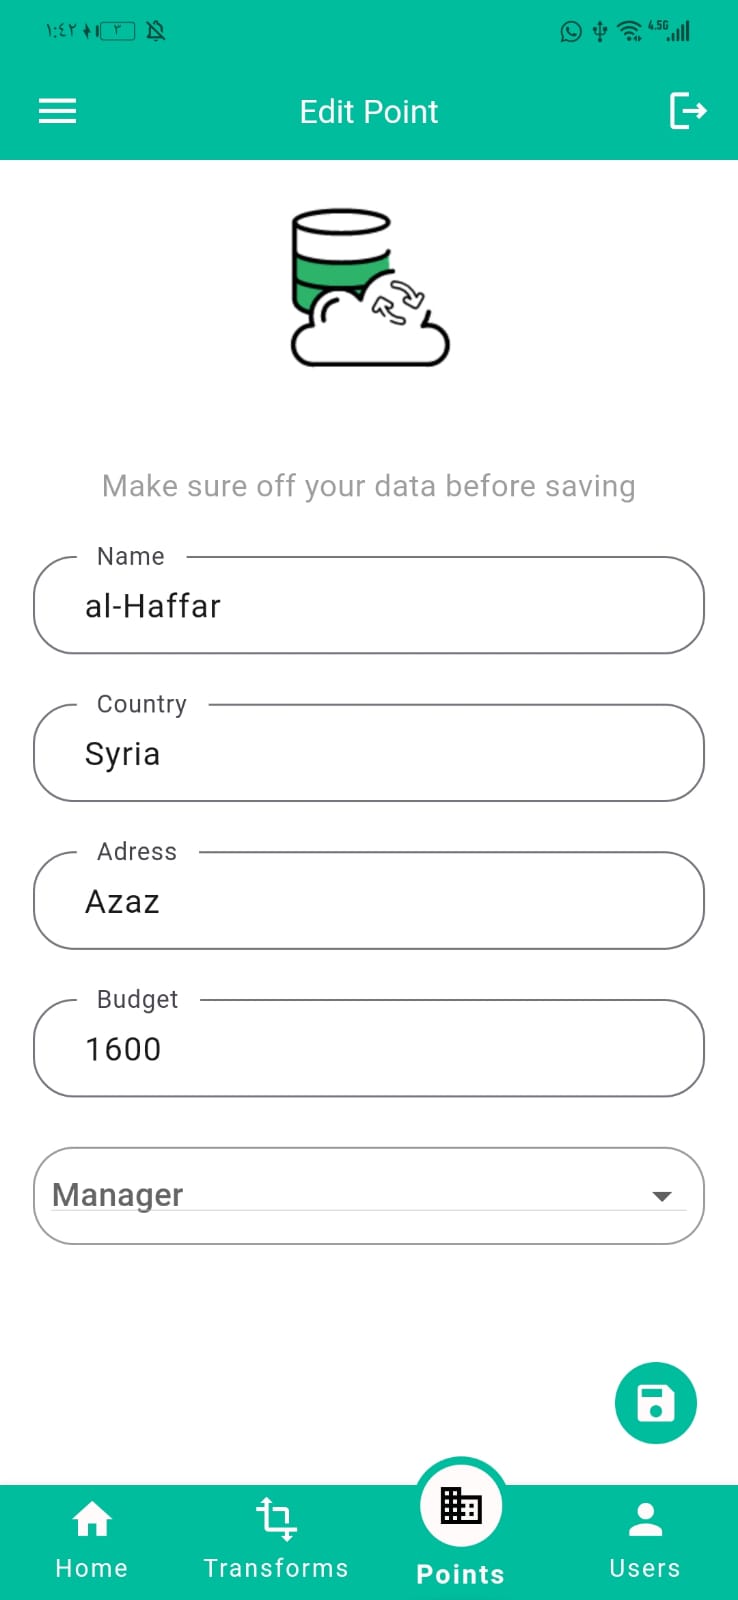 ١:٤٢ ٣ 4.5G
Edit Point
Make sure off your data before saving
Name
al-Haffar
Country
Syria
Adress
Azaz
Budget
1600
Manager
Home Transforms Points Users